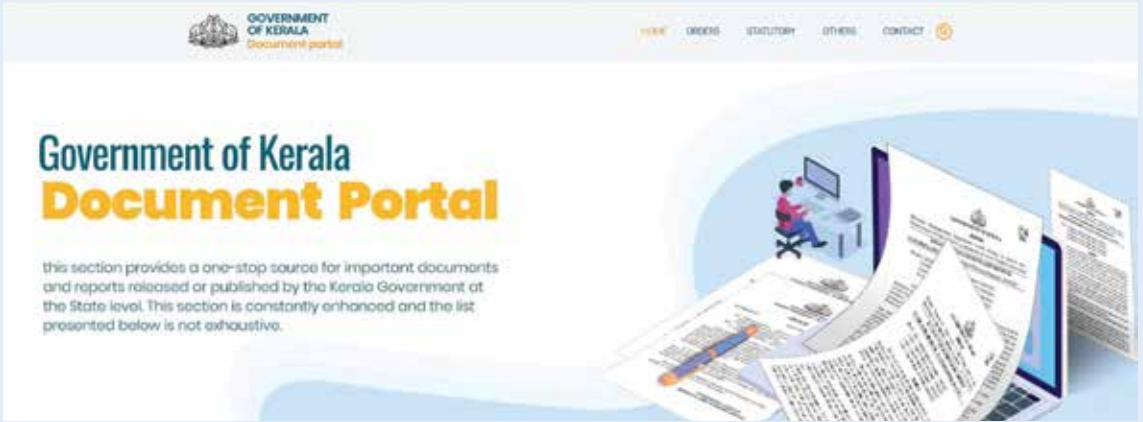 GOVERNMENT
OF KERALA
Document portal
HOME ORDERS STATUTORY OTHERS CONTACT
Government of Kerala
Document Portal
this section provides a one-stop source for important documents
and reports released or published by the Kerala Government at
the State level. This section is constantly enhanced and the list
presented below is not exhaustive.